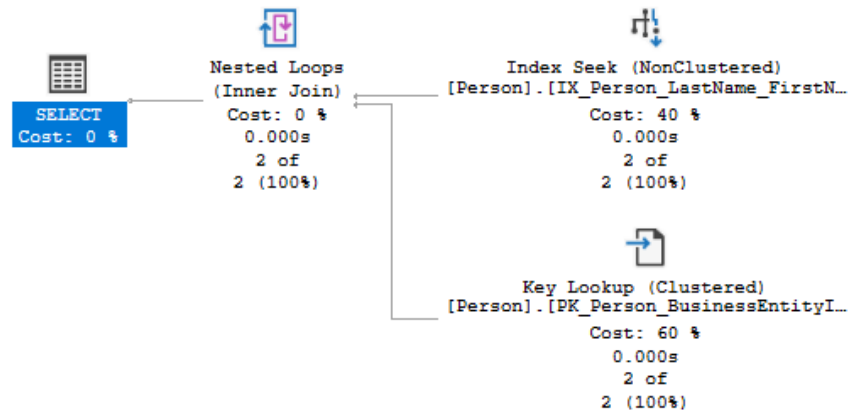 SELECT
Cost: 0 %
Nested Loops
(Inner Join)
Cost: 0 %
0.000s
2 of
2 (100%)
Index Seek (NonClustered)
[Person].[IX_Person_LastName_FirstN…
Cost: 40 %
0.000s
2 of
2 (100%)
Key Lookup (Clustered)
[Person].[PK_Person_BusinessEntityI…
Cost: 60 %
0.000s
2 of
2 (100%)